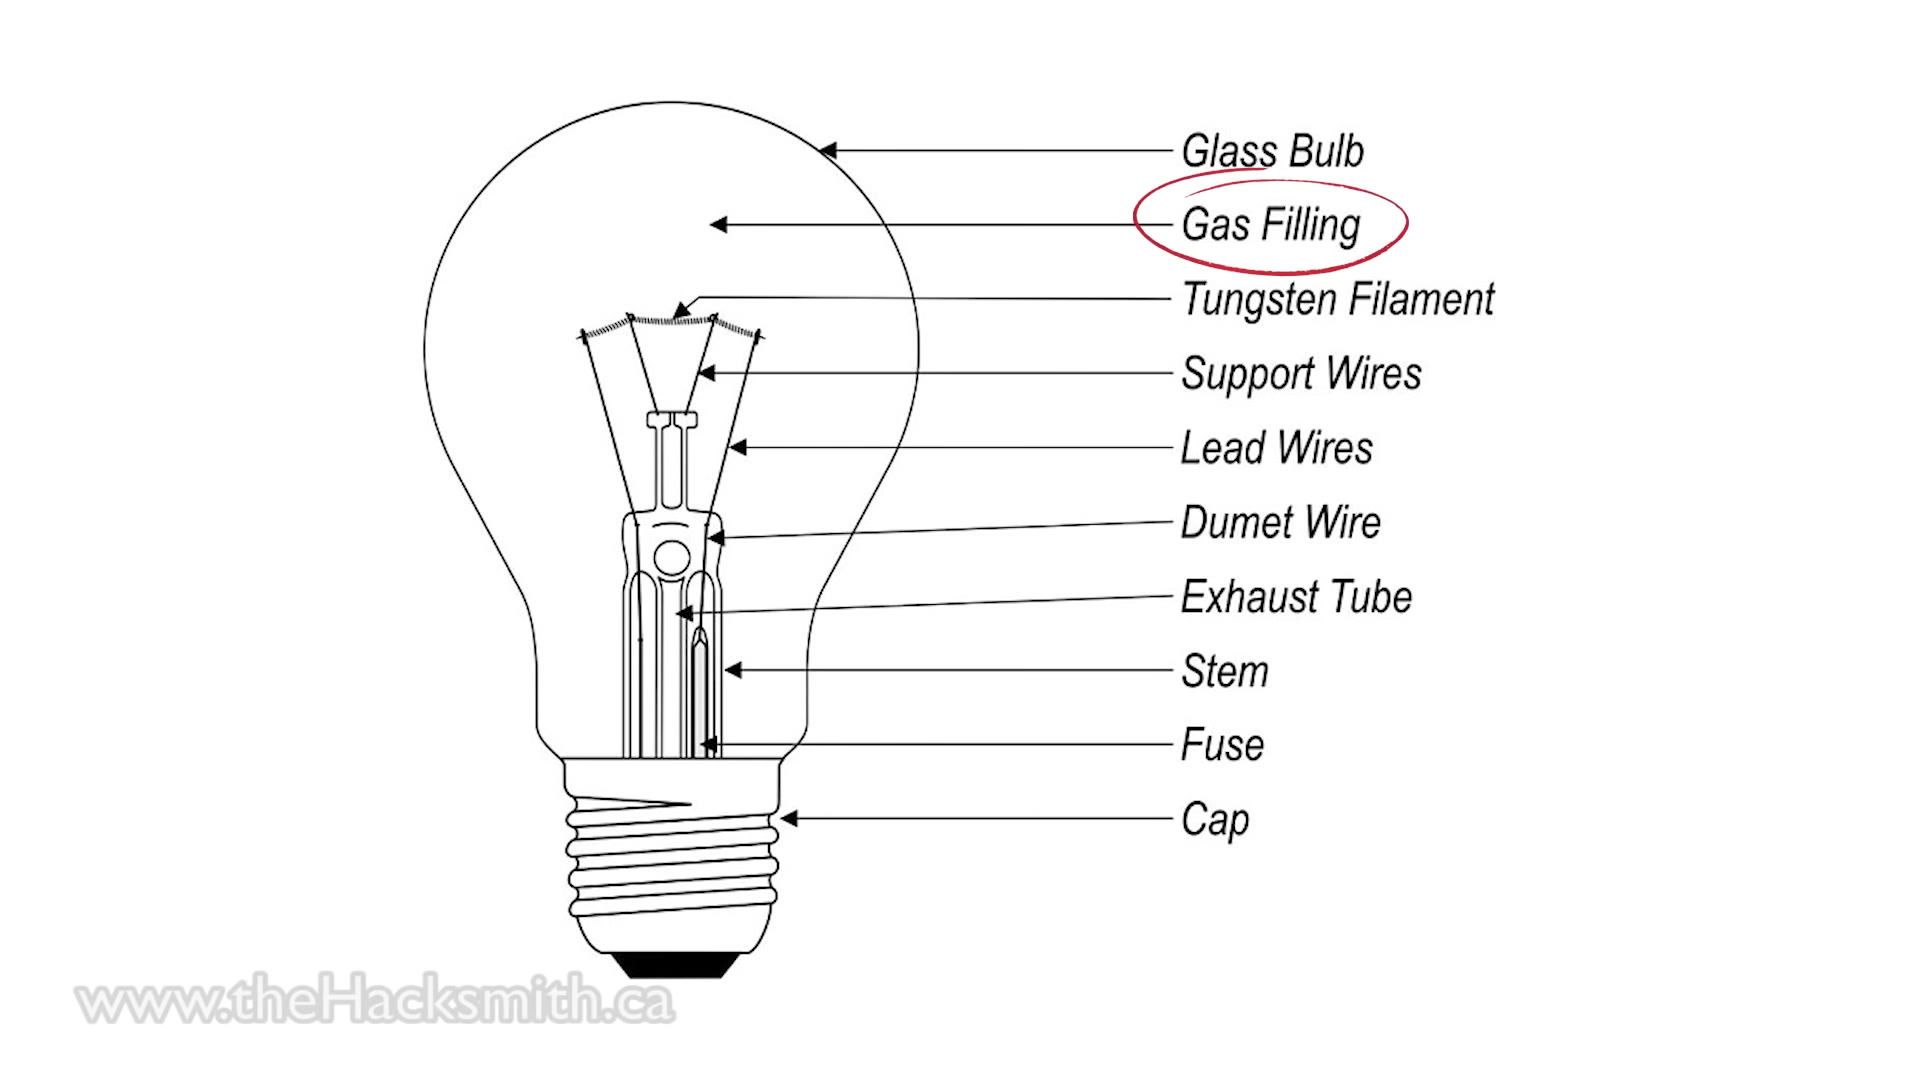 Glass Bulb
Gas Filling
Tungsten Filament
Support Wires
Lead Wires
Dumet Wire
Exhaust Tube
Stem
Fuse
Cap
www.theHacksmith.ca